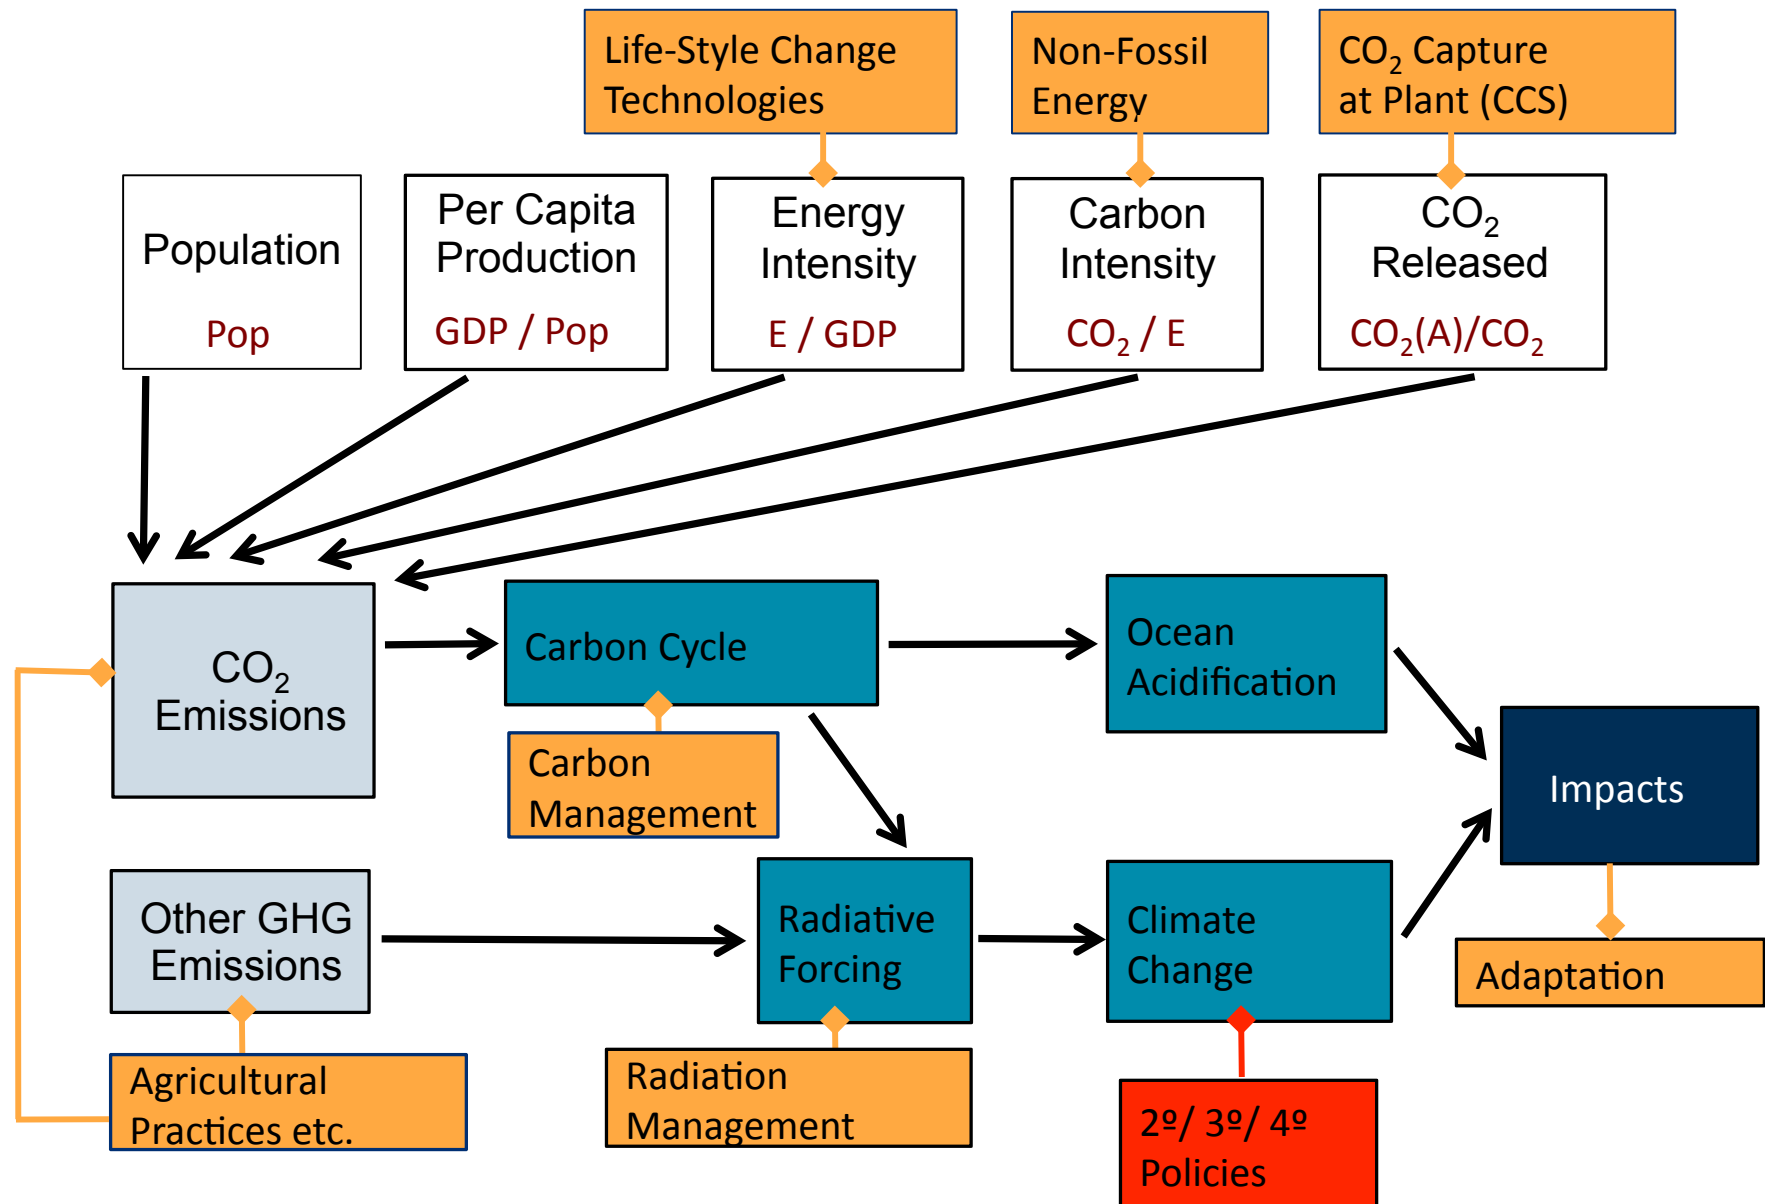 Life-Style Change
Technologies
Non-Fossil
Energy
CO₂ Capture
at Plant (CCS)
Population
Pop
Per Capita
Production
GDP / Pop
Energy
Intensity
E / GDP
Carbon
Intensity
CO₂ / E
CO₂
Released
CO₂(A)/CO₂
CO₂
Emissions
Carbon Cycle
Ocean
Acidification
Carbon
Management
Impacts
Other GHG
Emissions
Radiative
Forcing
Climate
Change
Adaptation
Agricultural
Practices etc.
Radiation
Management
2º/ 3º/ 4º
Policies